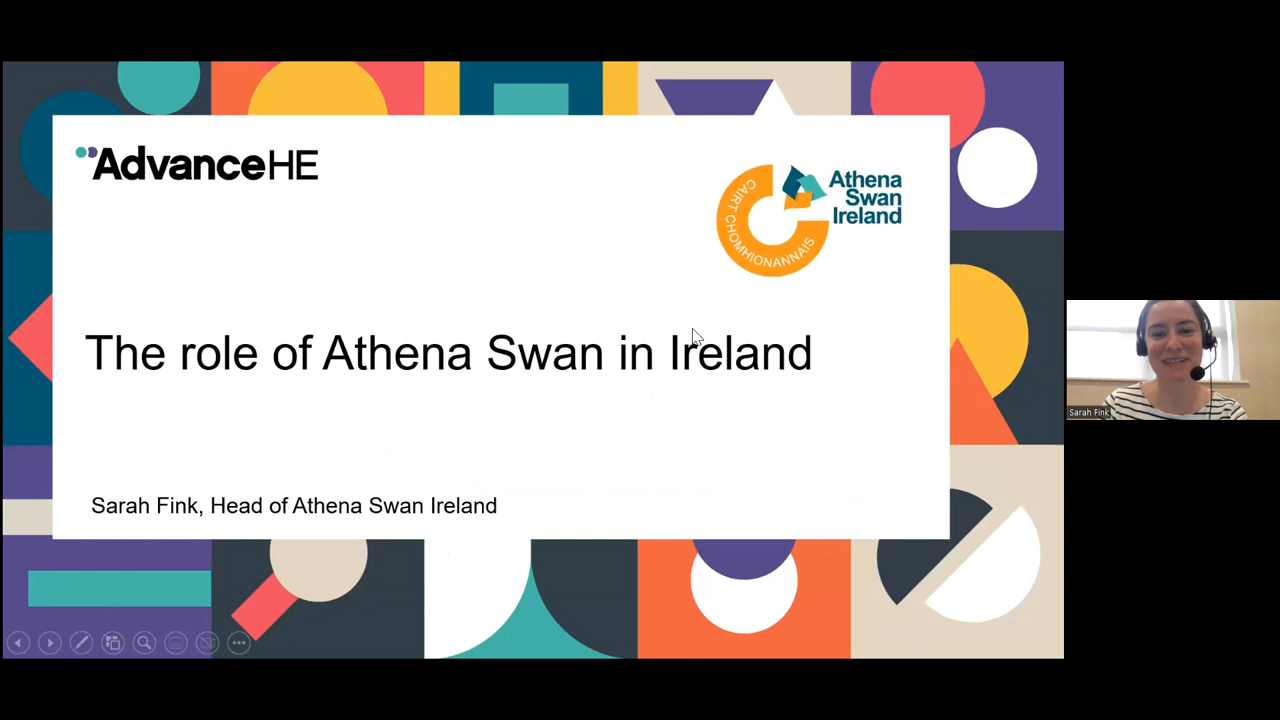 AdvanceHE
CAIRT CHOMHIONANNAIS
Athena
Swan
Ireland
The role of Athena Swan in Ireland
Sarah Fink, Head of Athena Swan Ireland
Sarah Fink